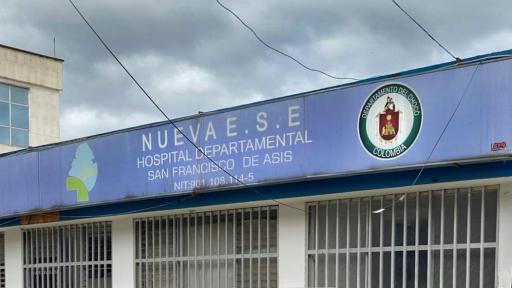 NUEVA E.S.E
HOSPITAL DEPARTAMENTAL
SAN FRANCISCO DE ASIS
NIT:901.108.114-5
DEPARTAMENTO DEL CHOCÓ
COLOMBIA